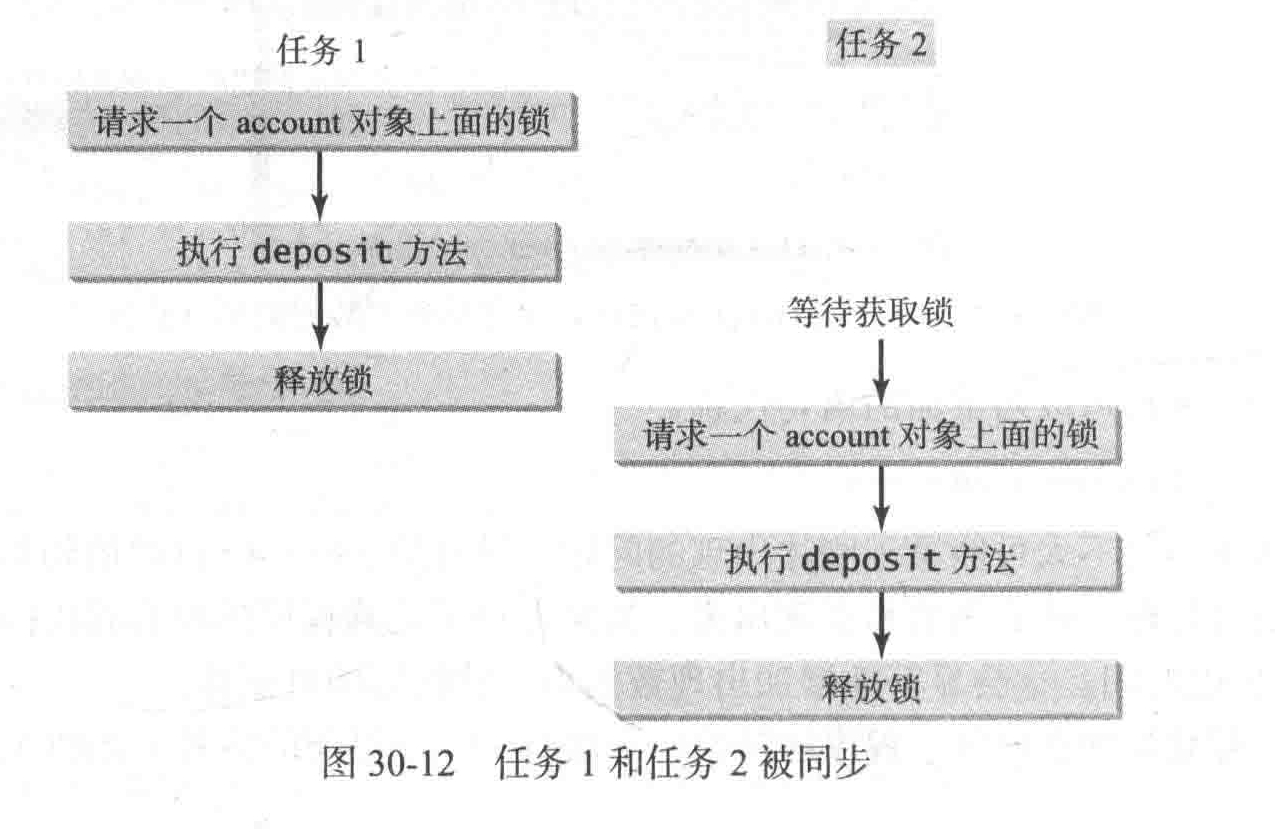 任务 1
任务 2
请求一个 account 对象上面的锁
执行 deposit 方法
释放锁
等待获取锁
请求一个 account 对象上面的锁
执行 deposit 方法
释放锁
图 30-12 任务 1 和任务 2 被同步